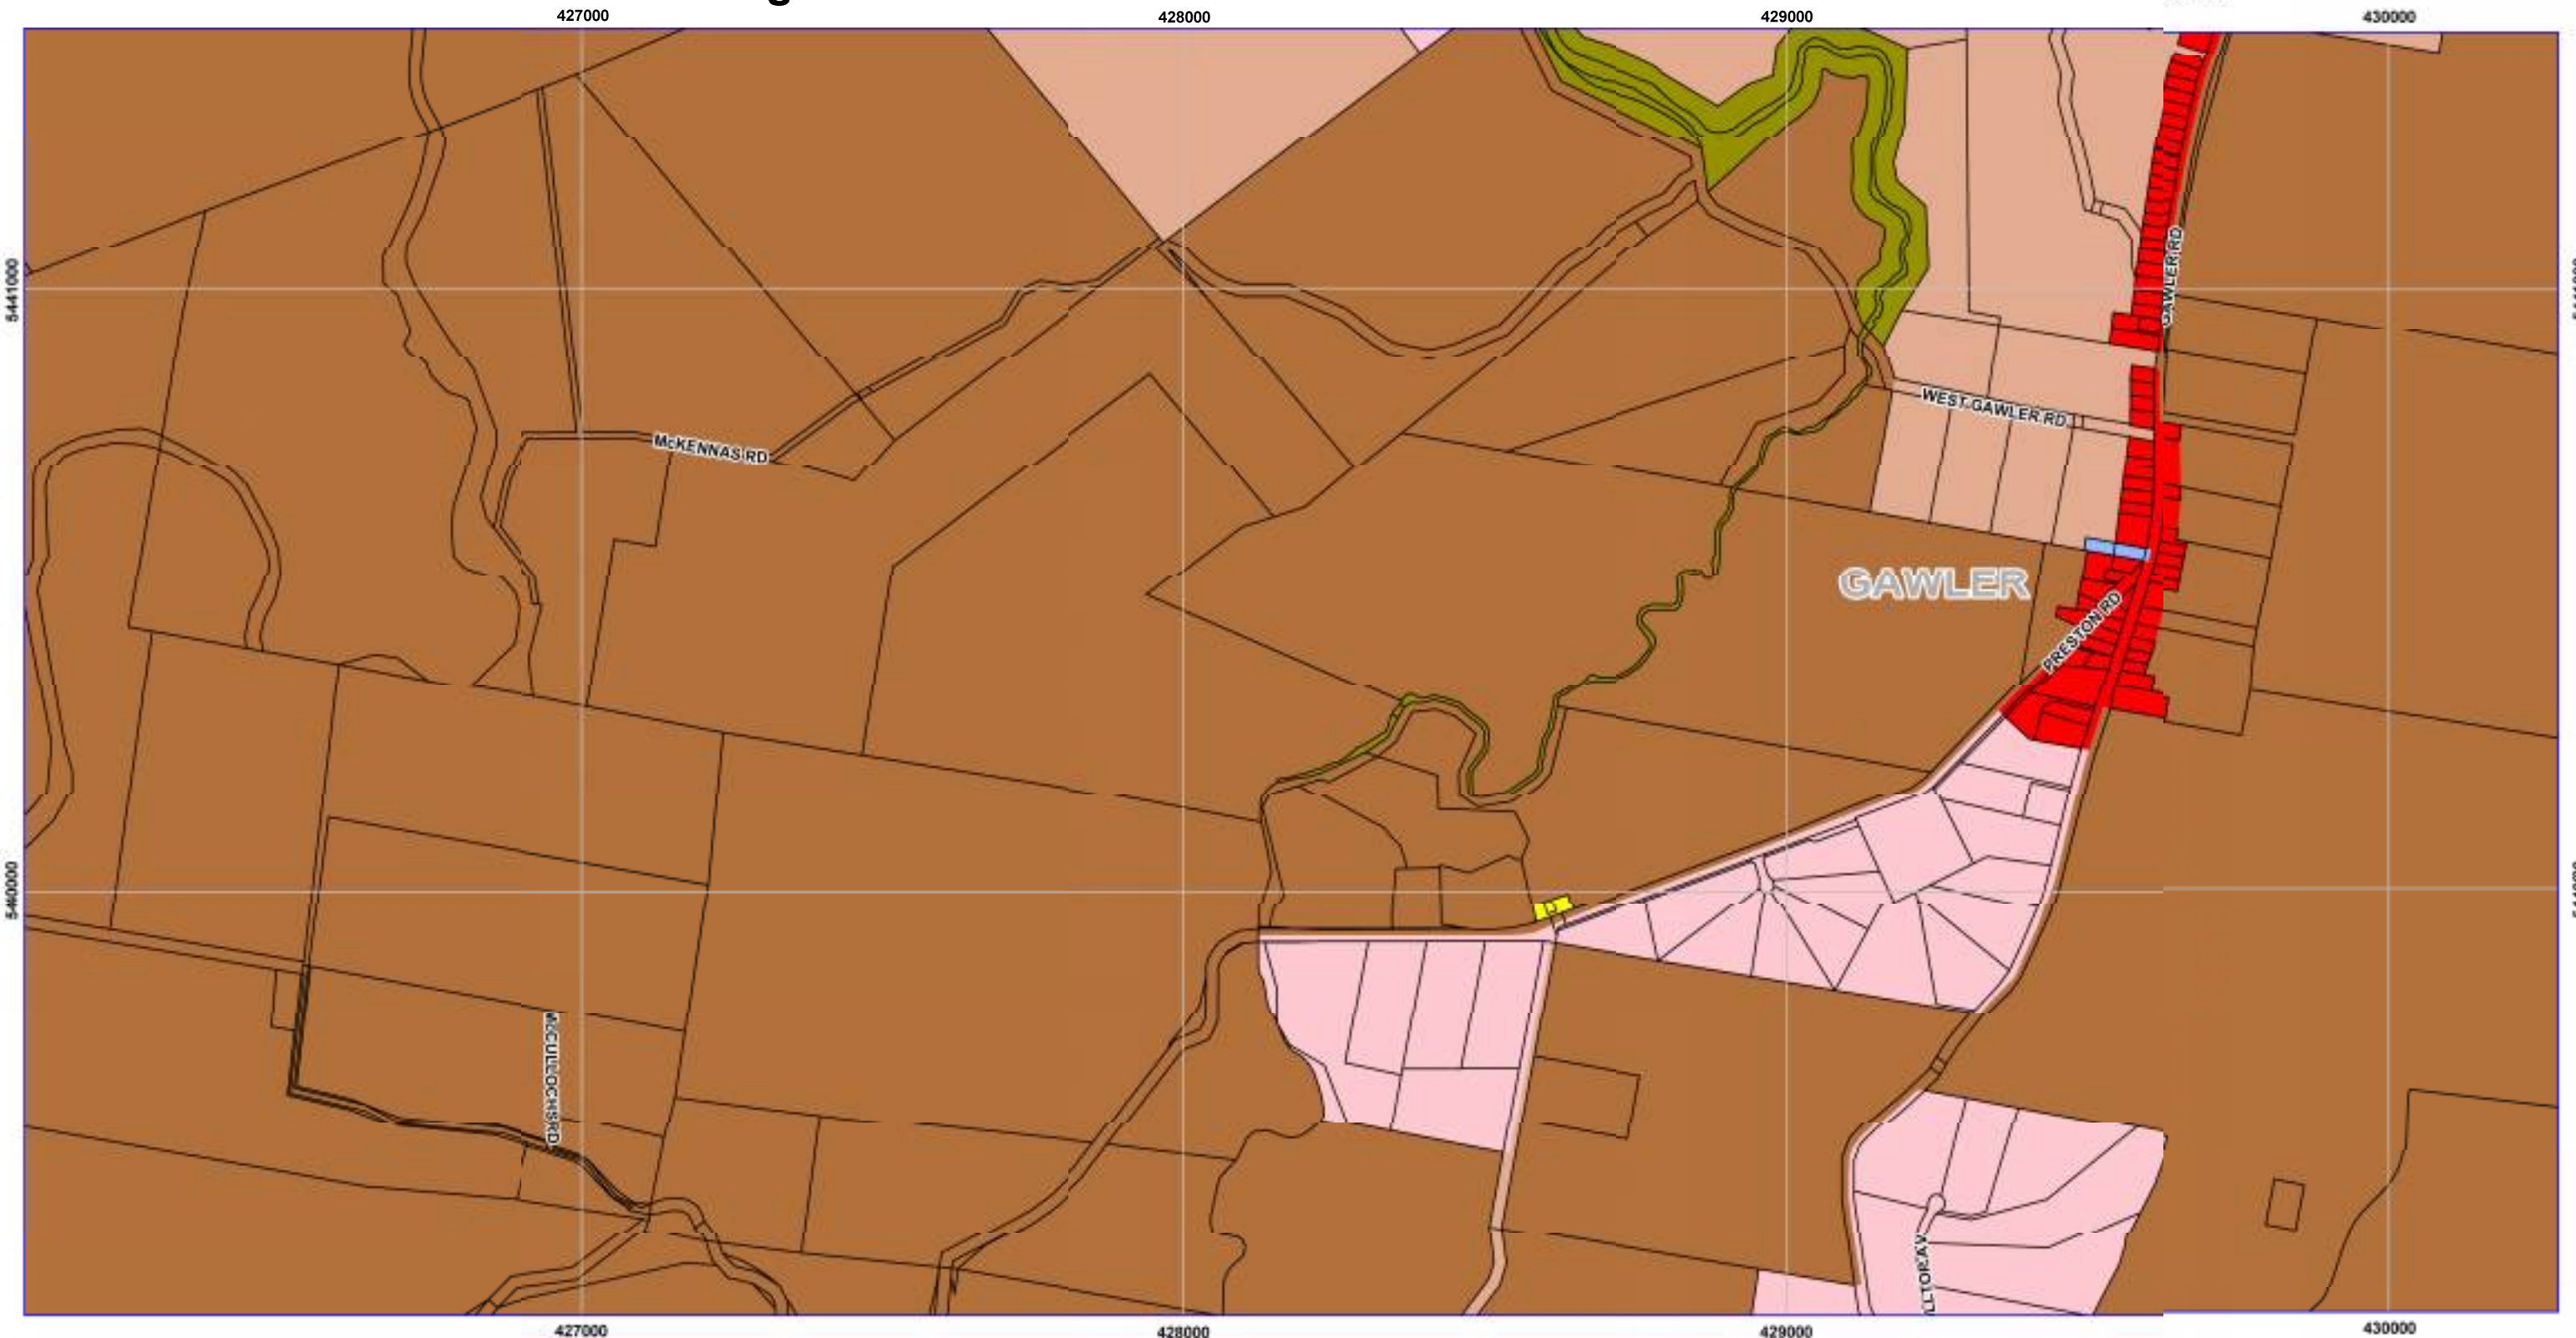 427000
428000
429000
430000
GAWLER RD
5441000
WEST GAWLER RD
McKENNAS RD
GAWLER
PRESTON RD
5440000
McCULLOCHS RD
427000
428000
429000
430000